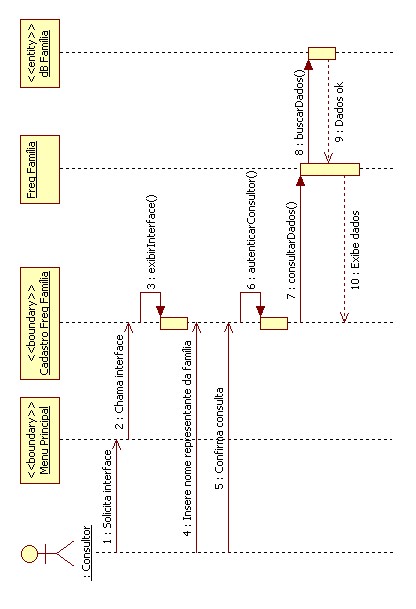 : Consultor
<<boundary>>
Menu Principal
<<boundary>>
Cadastro Freq Família
Freq Família
<<entity>>
dB Família
1 : Solicita interface
2 : Chama interface
3 : exibirInterface()
4 : Insere nome representante da família
5 : Confirma consulta
6 : autenticarConsultor()
7 : consultarDados()
8 : buscarDados()
9 : Dados ok
10 : Exibe dados